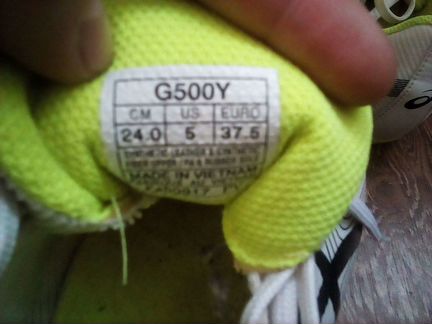 G500Y
CM US EURO
24.0 5 37.5
SYNTHETIC LEATHER & SYNTHETIC
MADE IN VIETNAM